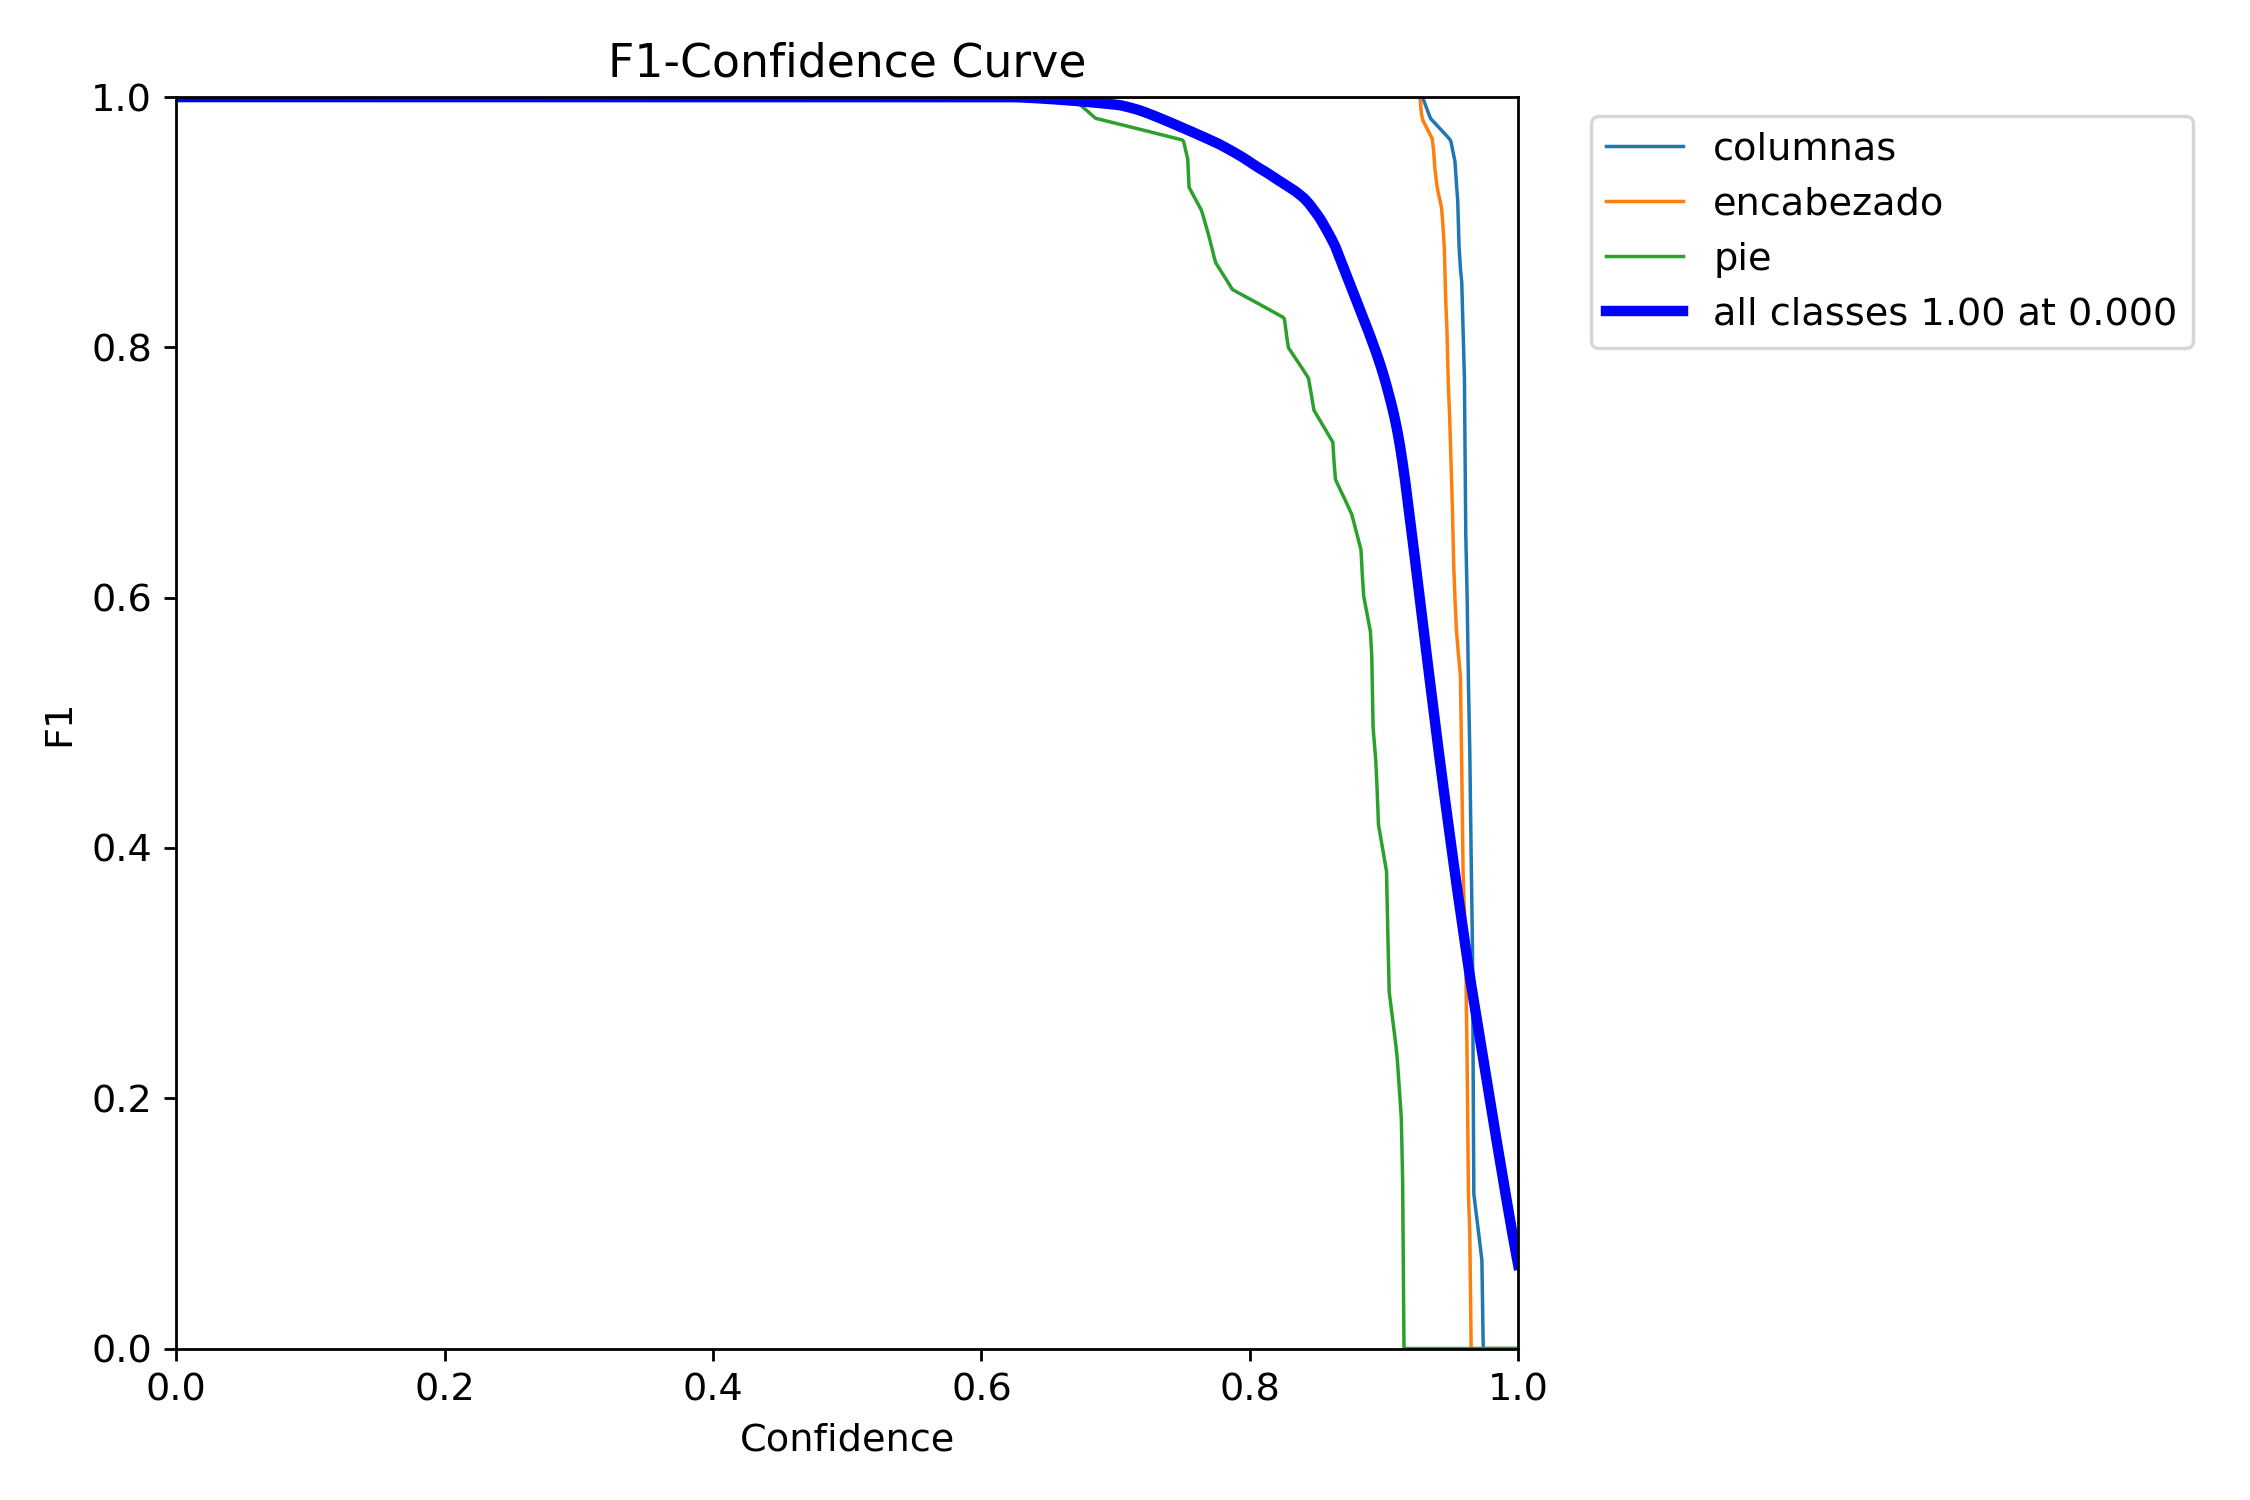 F1-Confidence Curve
1.0
0.8
0.6
0.4
0.2
0.0
F1
0.0 0.2 0.4 0.6 0.8 1.0
Confidence
columnas
encabezado
pie
all classes 1.00 at 0.000